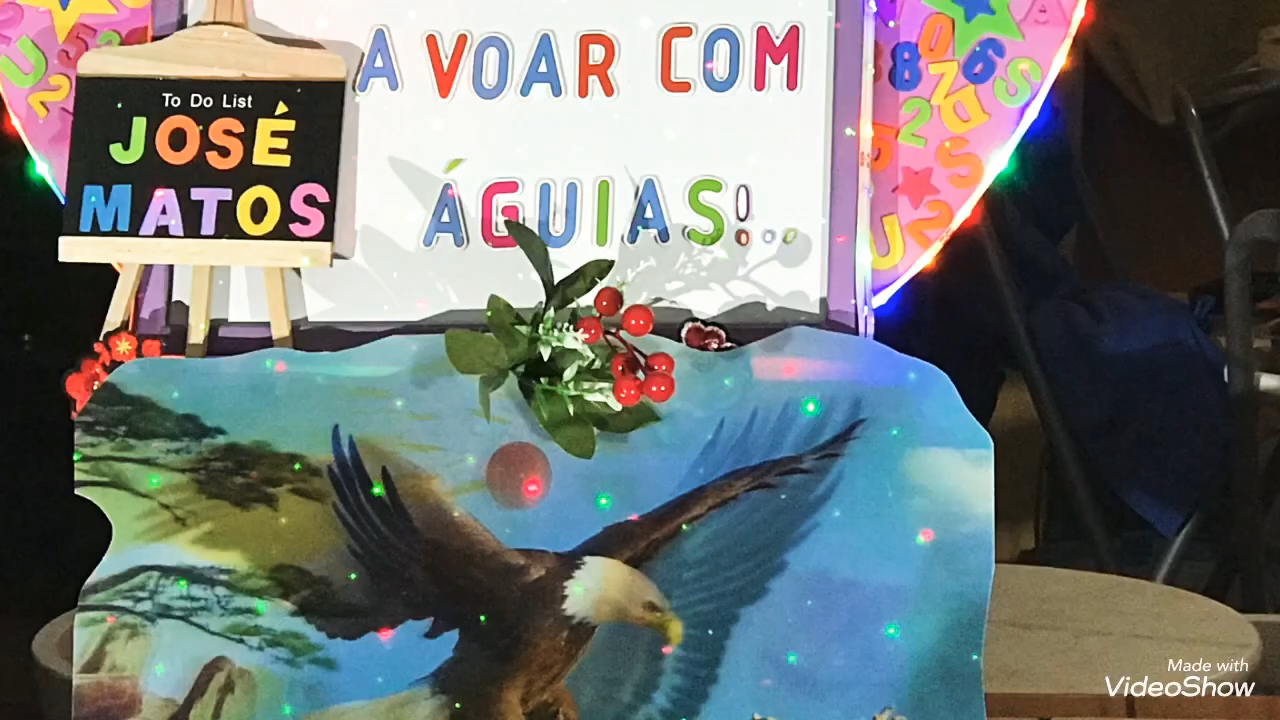 A VOAR COM
ÁGUIAS!...
To Do List
JOSÉ
MATOS
Made with
VideoShow